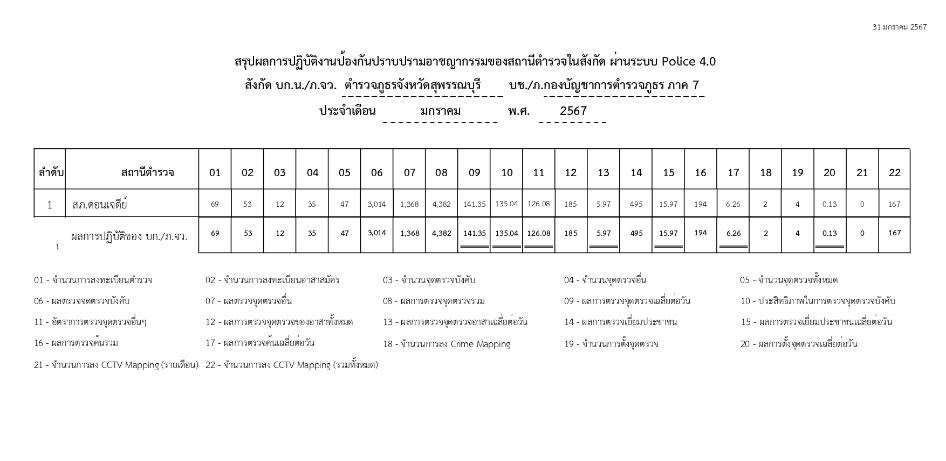 31 มกราคม 2567
สรุปผลการปฏิบัติงานป้องกันปราบปรามอาชญากรรมของสถานีตำรวจในสังกัด ผ่านระบบ Police 4.0
สังกัด บก.น./ภ.จว. ตำรวจภูธรจังหวัดสุพรรณบุรี บช./ภ.กองบัญชาการตำรวจภูธร ภาค 7
ประจำเดือน มกราคม พ.ศ. 2567
ลำดับ สถานีตำรวจ 01 02 03 04 05 06 07 08 09 10 11 12 13 14 15 16 17 18 19 20 21 22
1 สภ.ดอนเจดีย์ 69 53 12 35 47 3,014 1,368 4,382 141.35 135.04 126.08 185 5.97 495 15.97 194 6.26 2 4 0.13 0 167
1 ผลการปฏิบัติของ บก./ภ.จว. 69 53 12 35 47 3,014 1,368 4,382 141.35 135.04 126.08 185 5.97 495 15.97 194 6.26 2 4 0.13 0 167
01 - จำนวนการลงทะเบียนตำรวจ 02 - จำนวนการลงทะเบียนอาสาสมัคร 03 - จำนวนจุดตรวจบังคับ 04 - จำนวนจุดตรวจอื่น 05 - จำนวนจุดตรวจทั้งหมด
06 - ผลตรวจจุดตรวจบังคับ 07 - ผลตรวจจุดตรวจอื่น 08 - ผลการตรวจจุดตรวจรวม 09 - ผลการตรวจจุดตรวจเฉลี่ยต่อวัน 10 - ประสิทธิภาพในการตรวจจุดตรวจบังคับ
11 - อัตราการตรวจจุดตรวจอื่นๆ 12 - ผลการตรวจจุดตรวจของอาสาทั้งหมด 13 - ผลการตรวจจุดตรวจอาสาเฉลี่ยต่อวัน 14 - ผลการตรวจเยี่ยมประชาชน 15 - ผลการตรวจเยี่ยมประชาชนเฉลี่ยต่อวัน
16 - ผลการตรวจค้นรวม 17 - ผลการตรวจค้นเฉลี่ยต่อวัน 18 - จำนวนการลง Crime Mapping 19 - จำนวนการตั้งจุดตรวจ 20 - ผลการตั้งจุดตรวจเฉลี่ยต่อวัน
21 - จำนวนการลง CCTV Mapping (รายเดือน) 22 - จำนวนการลง CCTV Mapping (รวมทั้งหมด)